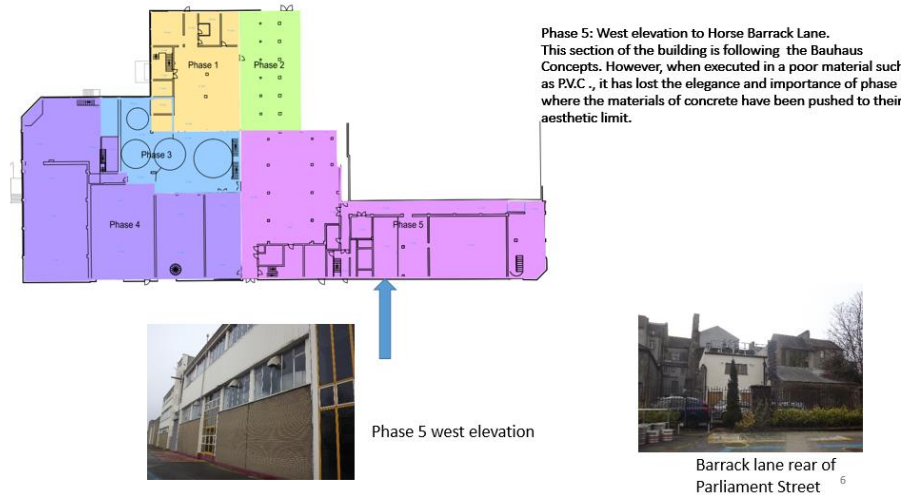 Phase 5: West elevation to Horse Barrack Lane.
This section of the building is following  the Bauhaus
Concepts. However, when executed in a poor material such
as P.V.C ., it has lost the elegance and importance of phase
where the materials of concrete have been pushed to their
aesthetic limit.
Phase 1
Phase 2
Phase 3
Phase 4
Phase 5
Phase 5 west elevation
Barrack lane rear of
Parliament Street
6